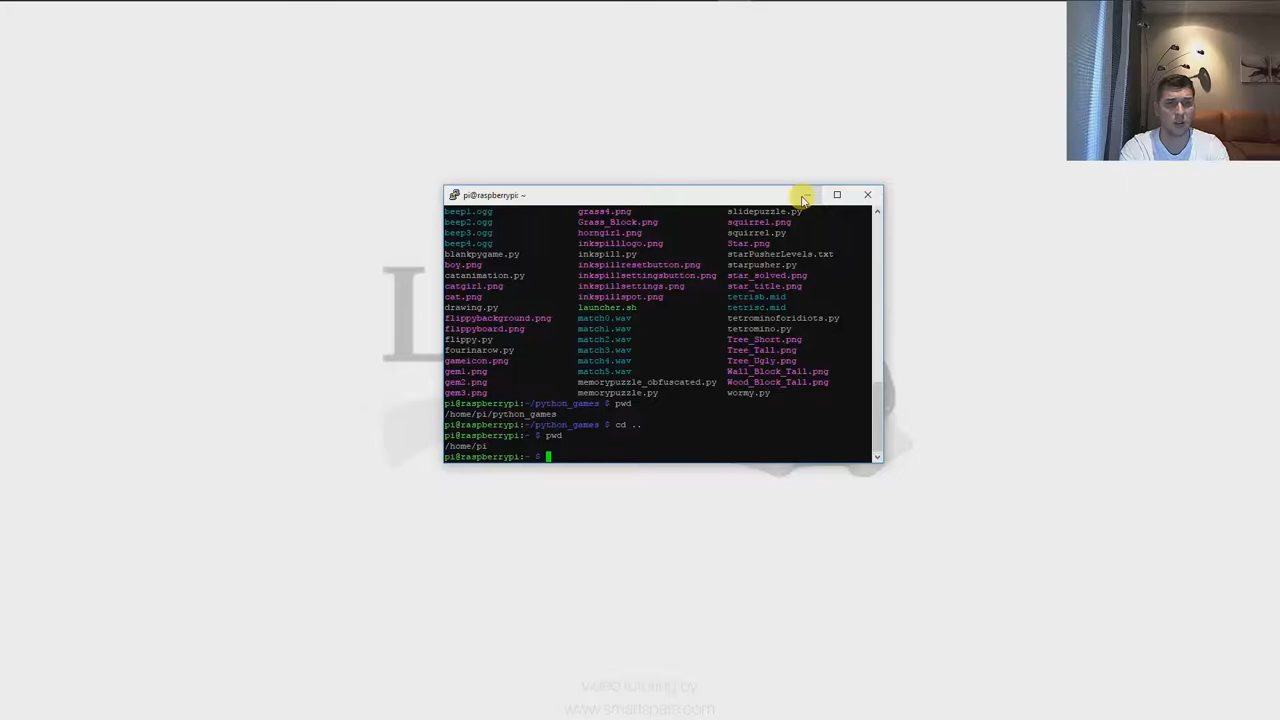 pi@raspberrypi: ~
beep1.ogg grass4.png slidepuzzle.py
beep2.ogg Grass_Block.png squirrel.png
beep3.ogg horngirl.png squirrel.py
beep4.ogg inkspilllogo.png Star.png
blankpygame.py inkspill.py starPusherLevels.txt
boy.png inkspillresetbutton.png starpusher.py
catanimation.py inkspillsettingsbutton.png star_solved.png
catgirl.png inkspillsettings.png star_title.png
cat.png inkspillspot.png tetrisb.mid
drawing.py launcher.sh tetrisc.mid
flippybackground.png match0.wav tetrominoforidiots.py
flippyboard.png match1.wav tetromino.py
flippy.py match2.wav Tree_Short.png
fourinarow.py match3.wav Tree_Tall.png
gameicon.png match4.wav Tree_Ugly.png
gem1.png match5.wav Wall_Block_Tall.png
gem2.png memorypuzzle_obfuscated.py Wood_Block_Tall.png
gem3.png memorypuzzle.py wormy.py
pi@raspberrypi:~/python_games $ pwd
/home/pi/python_games
pi@raspberrypi:~/python_games $ cd ..
pi@raspberrypi:~ $ pwd
/home/pi
pi@raspberrypi:~ $
L
www.smartspate.com